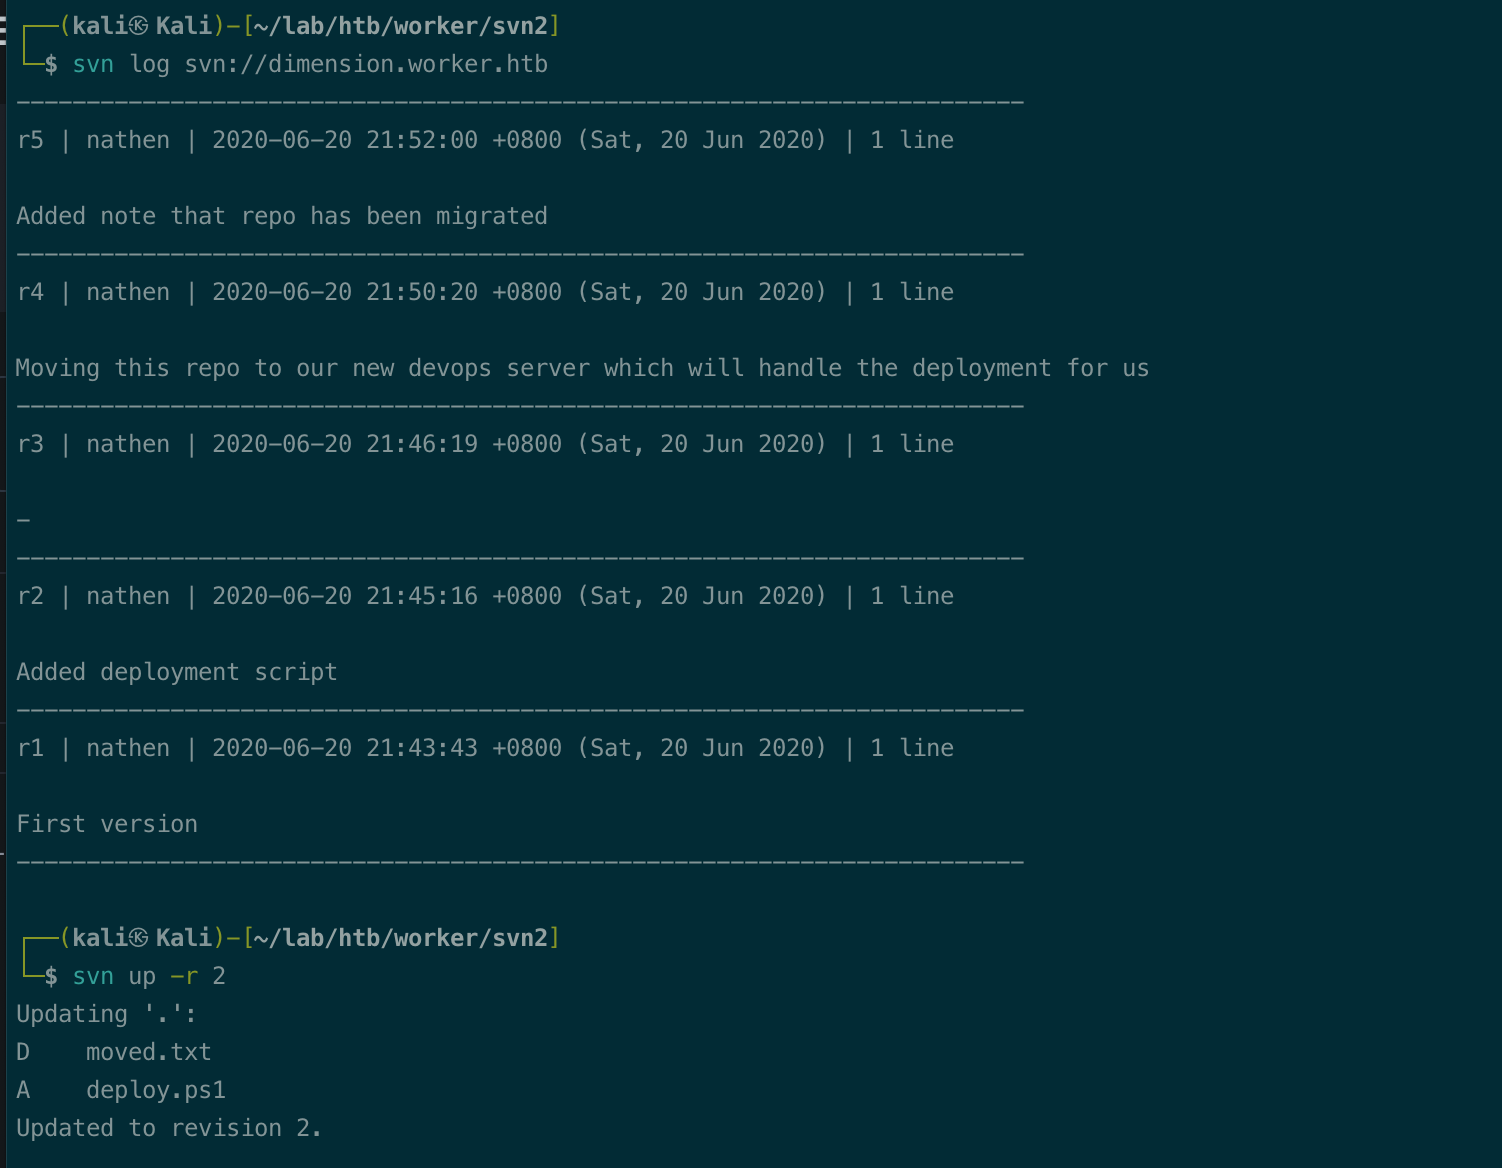 ┌──(kali㉿Kali)-[~/lab/htb/worker/svn2]
└─$ svn log svn://dimension.worker.htb
------------------------------------------------------------------------
r5 | nathen | 2020-06-20 21:52:00 +0800 (Sat, 20 Jun 2020) | 1 line
Added note that repo has been migrated
------------------------------------------------------------------------
r4 | nathen | 2020-06-20 21:50:20 +0800 (Sat, 20 Jun 2020) | 1 line
Moving this repo to our new devops server which will handle the deployment for us
------------------------------------------------------------------------
r3 | nathen | 2020-06-20 21:46:19 +0800 (Sat, 20 Jun 2020) | 1 line
-
------------------------------------------------------------------------
r2 | nathen | 2020-06-20 21:45:16 +0800 (Sat, 20 Jun 2020) | 1 line
Added deployment script
------------------------------------------------------------------------
r1 | nathen | 2020-06-20 21:43:43 +0800 (Sat, 20 Jun 2020) | 1 line
First version
------------------------------------------------------------------------
┌──(kali㉿Kali)-[~/lab/htb/worker/svn2]
└─$ svn up -r 2
Updating '.':
D    moved.txt
A    deploy.ps1
Updated to revision 2.